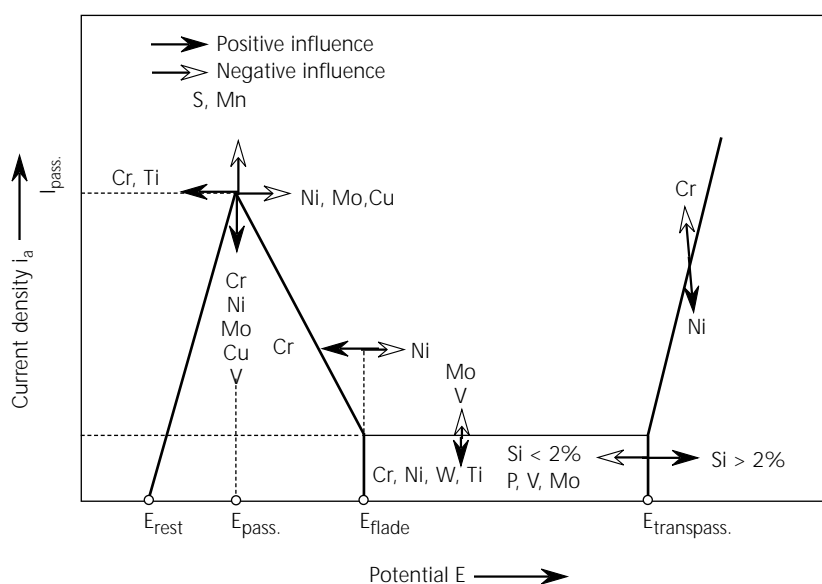 Positive influence
Negative influence
S, Mn
Cr, Ti
Ni, Mo,Cu
Cr
Ni
Mo
Cu
V
Cr
Ni
Mo
V
Cr, Ni, W, Ti
Si < 2%
P, V, Mo
Si > 2%
Cr
Ni
Ipass.
Current density ia
Erest
Epass.
Eflade
Etranspass.
Potential E